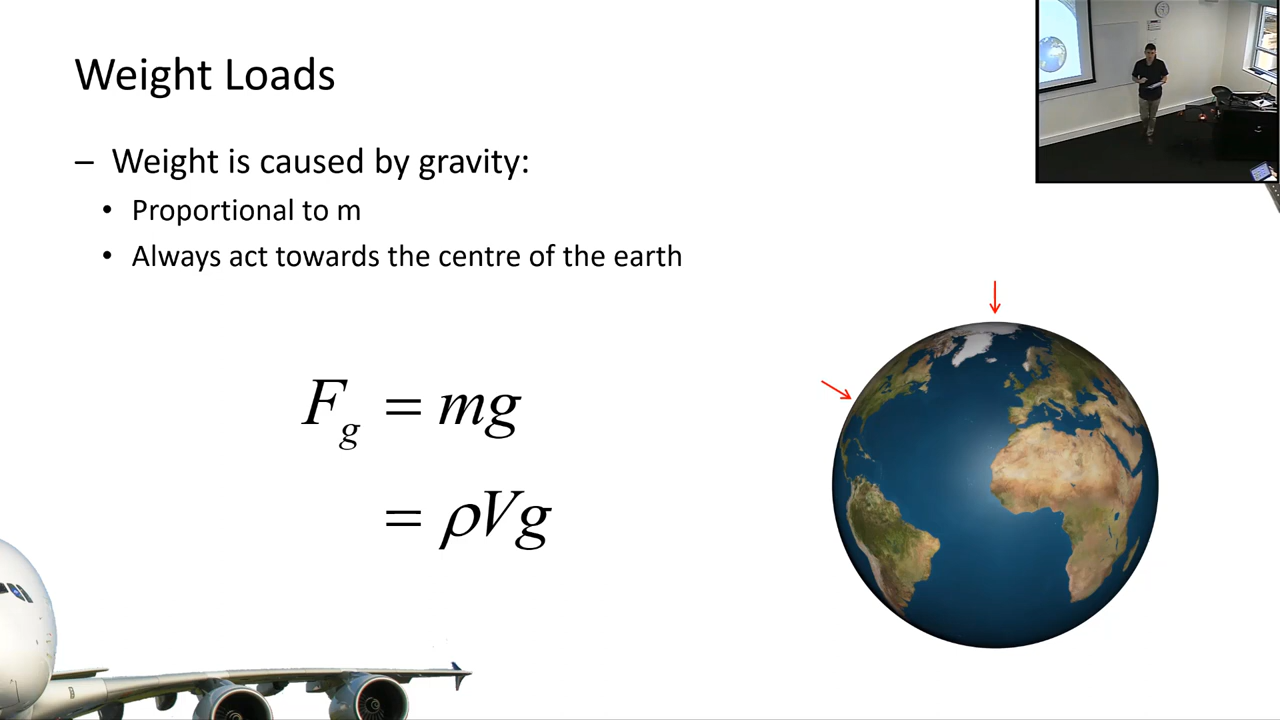 Weight Loads
– Weight is caused by gravity:
• Proportional to m
• Always act towards the centre of the earth
F_g = mg
= ρVg